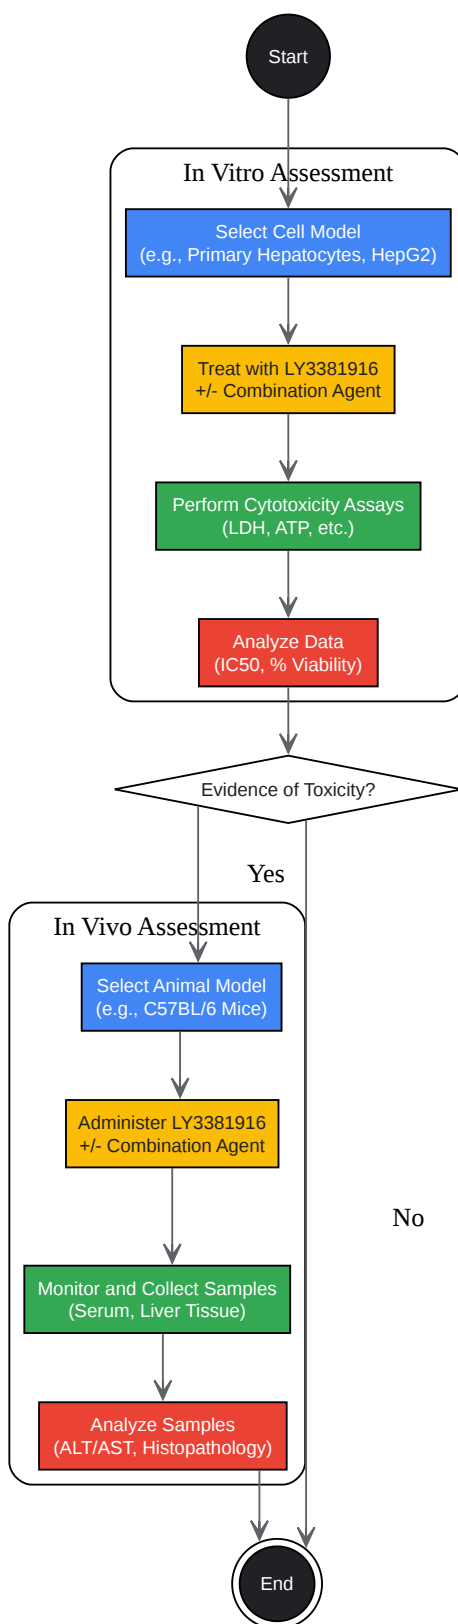 Start
In Vitro Assessment
Select Cell Model
(e.g., Primary Hepatocytes, HepG2)
Treat with LY3381916
+/- Combination Agent
Perform Cytotoxicity Assays
(LDH, ATP, etc.)
Analyze Data
(IC50, % Viability)
Evidence of Toxicity?
Yes
In Vivo Assessment
Select Animal Model
(e.g., C57BL/6 Mice)
Administer LY3381916
+/- Combination Agent
No
Monitor and Collect Samples
(Serum, Liver Tissue)
Analyze Samples
(ALT/AST, Histopathology)
End